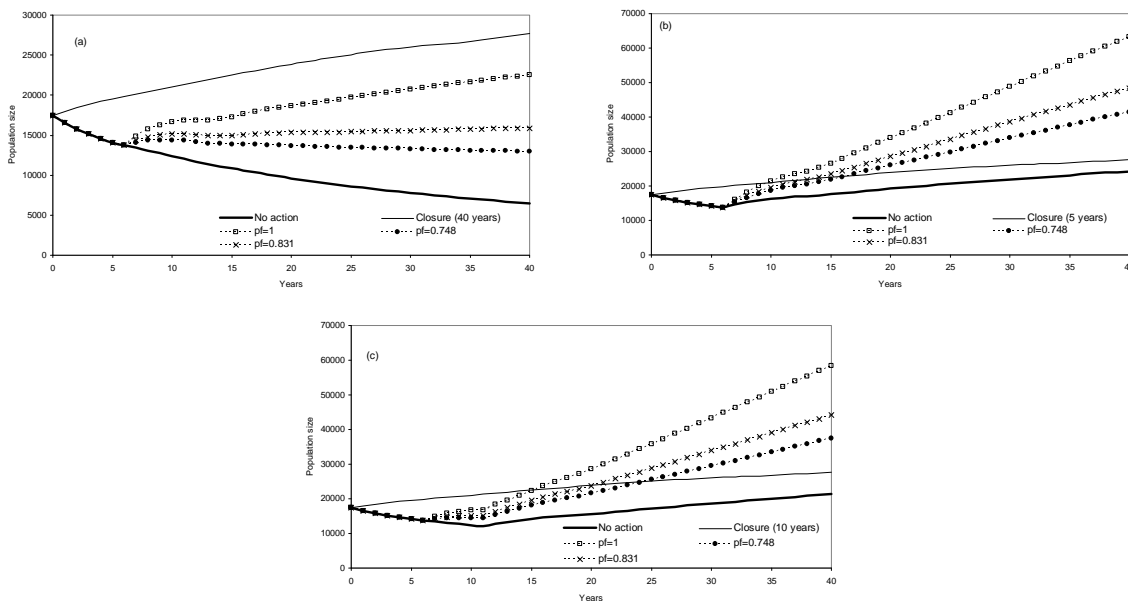 30000
25000
20000
15000
10000
5000
0
Population size
(a)
No action
Closure (40 years)
pf=1
pf=0.748
pf=0.831
0 5 10 15 20 25 30 35 40
Years
70000
60000
50000
40000
30000
20000
10000
0
Population size
(b)
No action
Closure (5 years)
pf=1
pf=0.748
pf=0.831
0 5 10 15 20 25 30 35 40
Years
70000
60000
50000
40000
30000
20000
10000
0
Population size
(c)
No action
Closure (10 years)
pf=1
pf=0.748
pf=0.831
0 5 10 15 20 25 30 35 40
Years